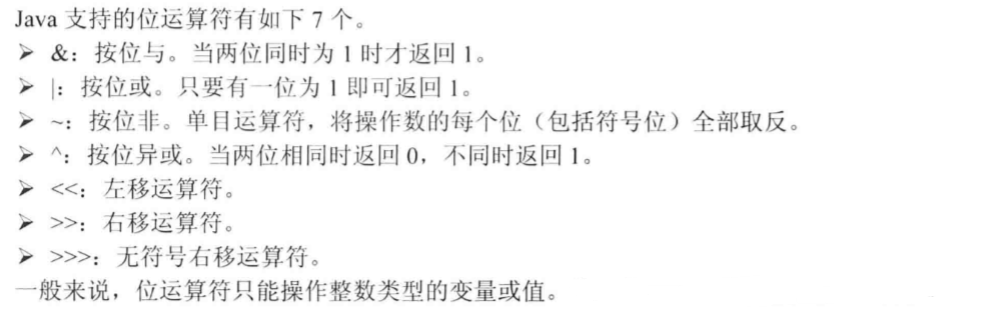 Java 支持的位运算符有如下 7 个。
➢ &：按位与。当两位同时为 1 时才返回 1。
➢ |：按位或。只要有一位为 1 即可返回 1。
➢ ~：按位非。单目运算符，将操作数的每个位（包括符号位）全部取反。
➢ ^：按位异或。当两位相同时返回 0，不同时返回 1。
➢ <<：左移运算符。
➢ >>：右移运算符。
➢ >>>：无符号右移运算符。
一般来说，位运算符只能操作整数类型的变量或值。